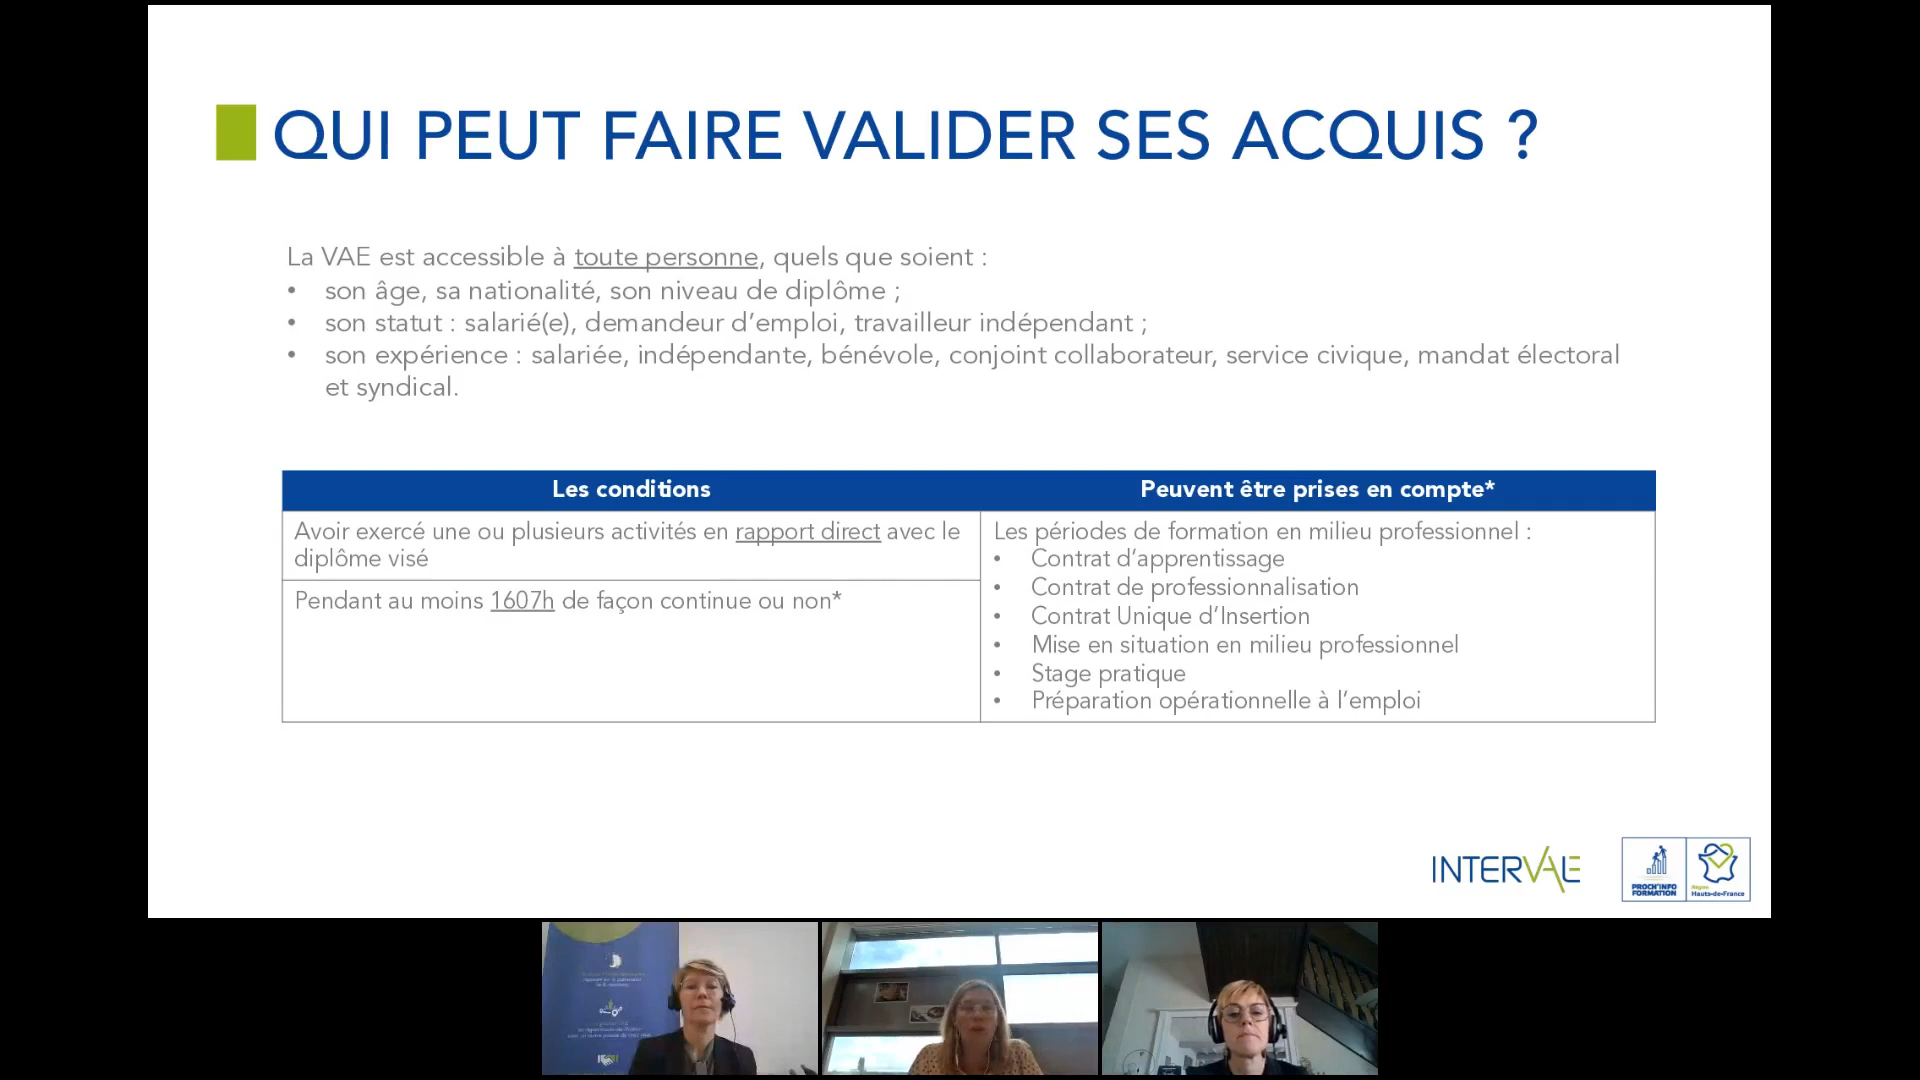 QUI PEUT FAIRE VALIDER SES ACQUIS ?
La VAE est accessible à toute personne, quels que soient :
• son âge, sa nationalité, son niveau de diplôme ;
• son statut : salarié(e), demandeur d’emploi, travailleur indépendant ;
• son expérience : salariée, indépendante, bénévole, conjoint collaborateur, service civique, mandat électoral
et syndical.
Les conditions
Avoir exercé une ou plusieurs activités en rapport direct avec le
diplôme visé
Pendant au moins 1607h de façon continue ou non*
Peuvent être prises en compte*
Les périodes de formation en milieu professionnel :
• Contrat d’apprentissage
• Contrat de professionnalisation
• Contrat Unique d’Insertion
• Mise en situation en milieu professionnel
• Stage pratique
• Préparation opérationnelle à l’emploi
INTERVAE
PROCH'INFO
FORMATION
Région
Hauts-de-France